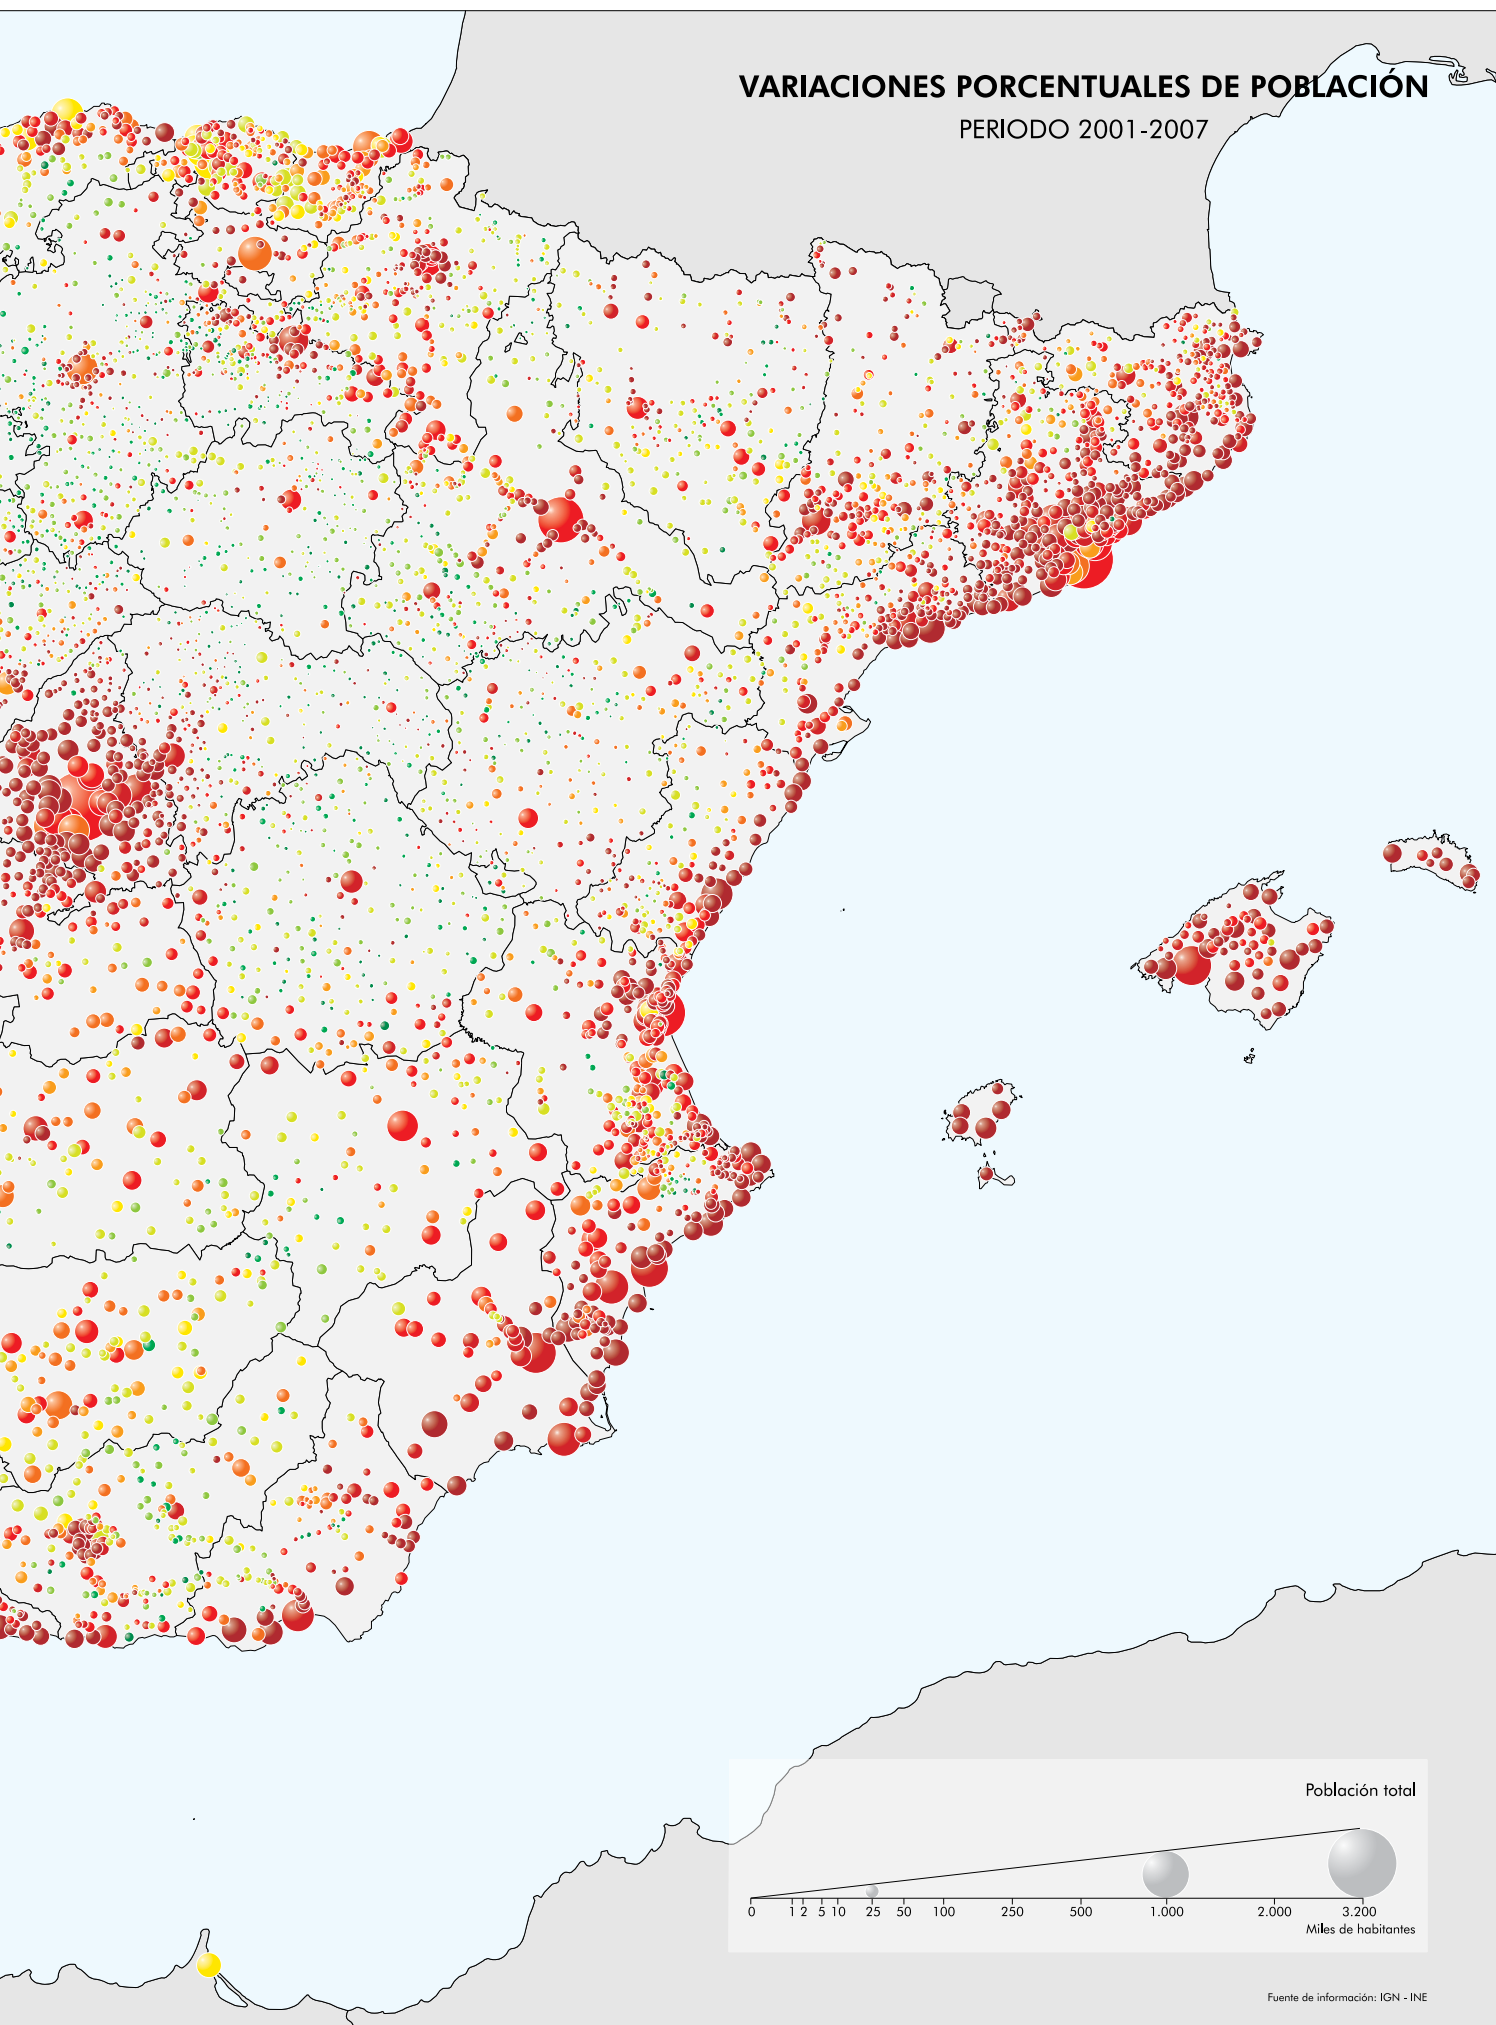 VARIACIONES PORCENTUALES DE POBLACIÓN
PERIODO 2001-2007
Población total
0 1 2 5 10 25 50 100 250 500 1.000 2.000 3.200
Miles de habitantes
Fuente de información: IGN - INE